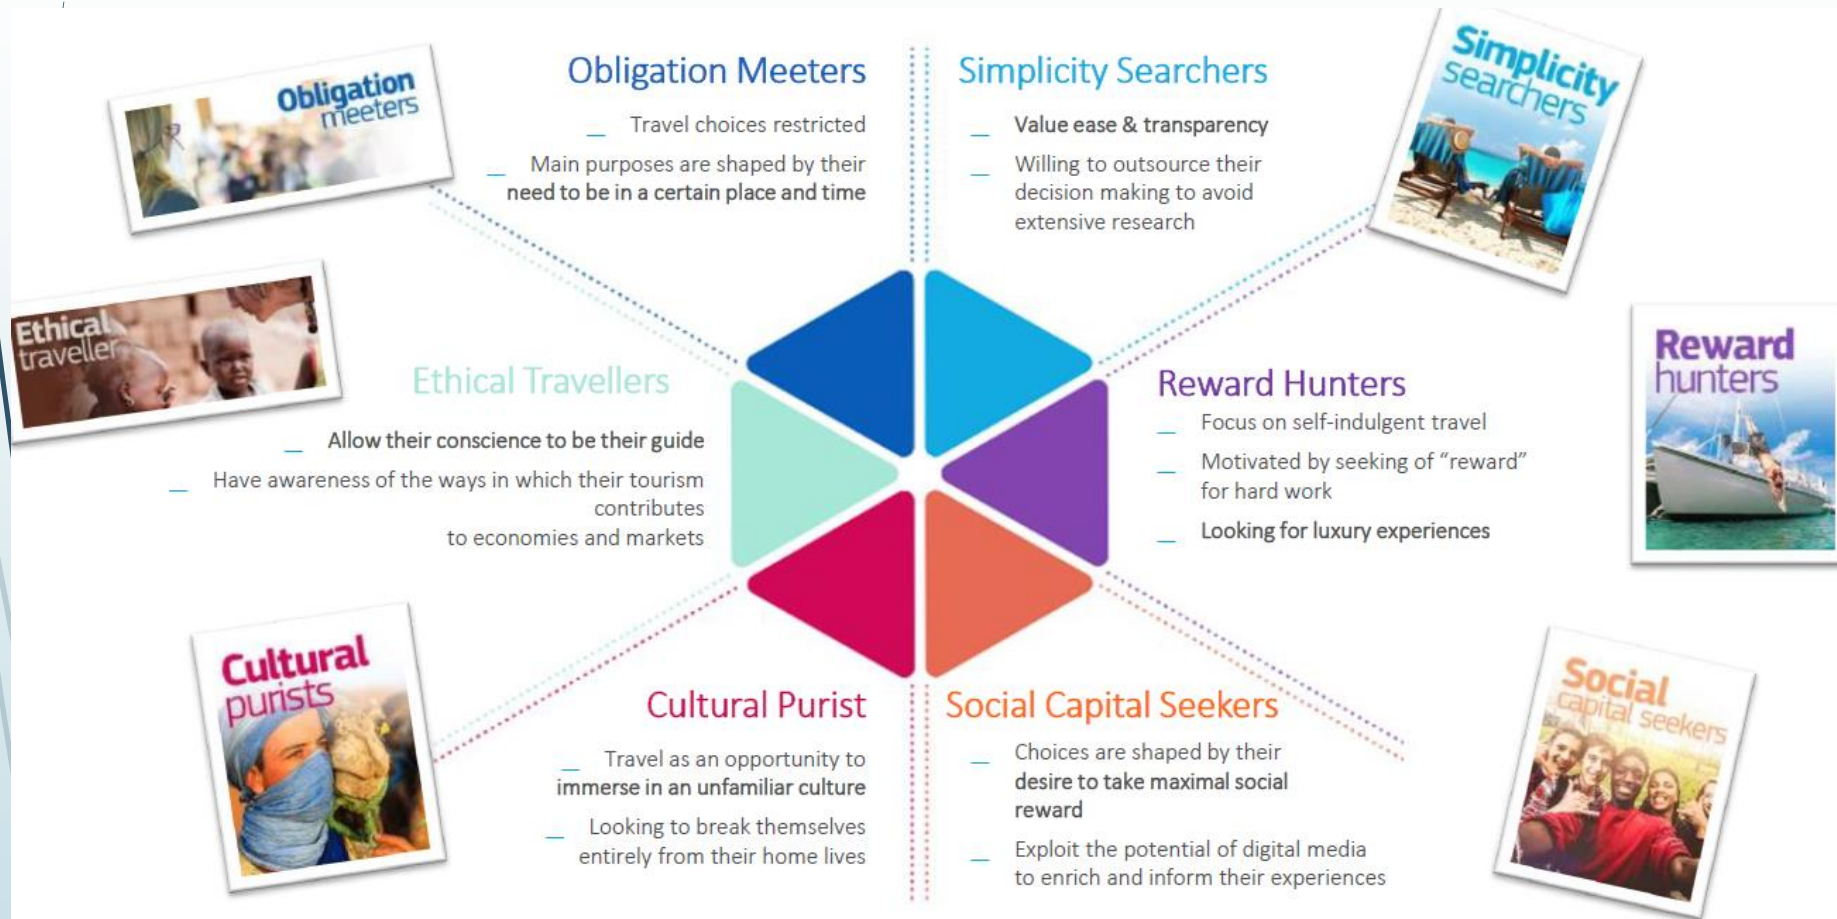 Obligation
meeters
Obligation Meeters
Travel choices restricted
Main purposes are shaped by their
need to be in a certain place and time
Simplicity Searchers
Value ease & transparency
Willing to outsource their
decision making to avoid
extensive research
Simplicity
searchers
Ethical
traveller
Ethical Travellers
Allow their conscience to be their guide
Have awareness of the ways in which their tourism
contributes
to economies and markets
Reward Hunters
Focus on self-indulgent travel
Motivated by seeking of “reward”
for hard work
Looking for luxury experiences
Reward
hunters
Cultural
purists
Cultural Purist
Travel as an opportunity to
immerse in an unfamiliar culture
Looking to break themselves
entirely from their home lives
Social Capital Seekers
Choices are shaped by their
desire to take maximal social
reward
Exploit the potential of digital media
to enrich and inform their experiences
Social
capital seekers